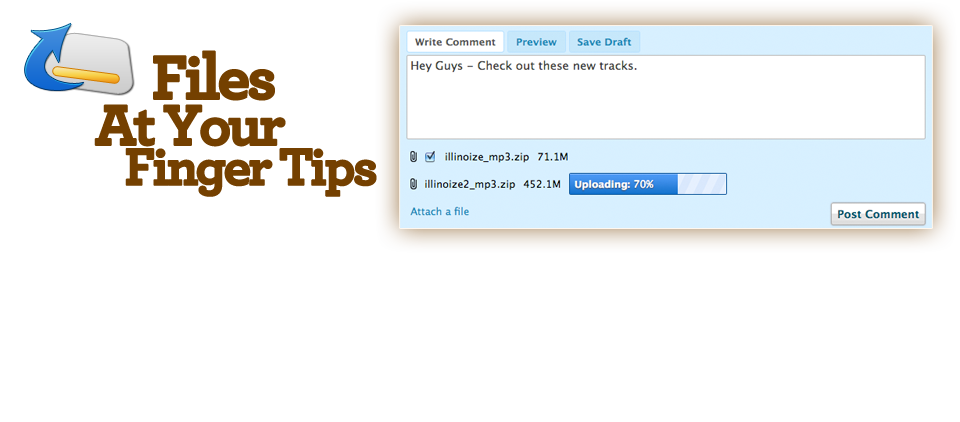 Files
At Your
Finger Tips
Write Comment Preview Save Draft
Hey Guys – Check out these new tracks.
illinoize_mp3.zip 71.1M
illinoize2_mp3.zip 452.1M Uploading: 70%
Attach a file
Post Comment